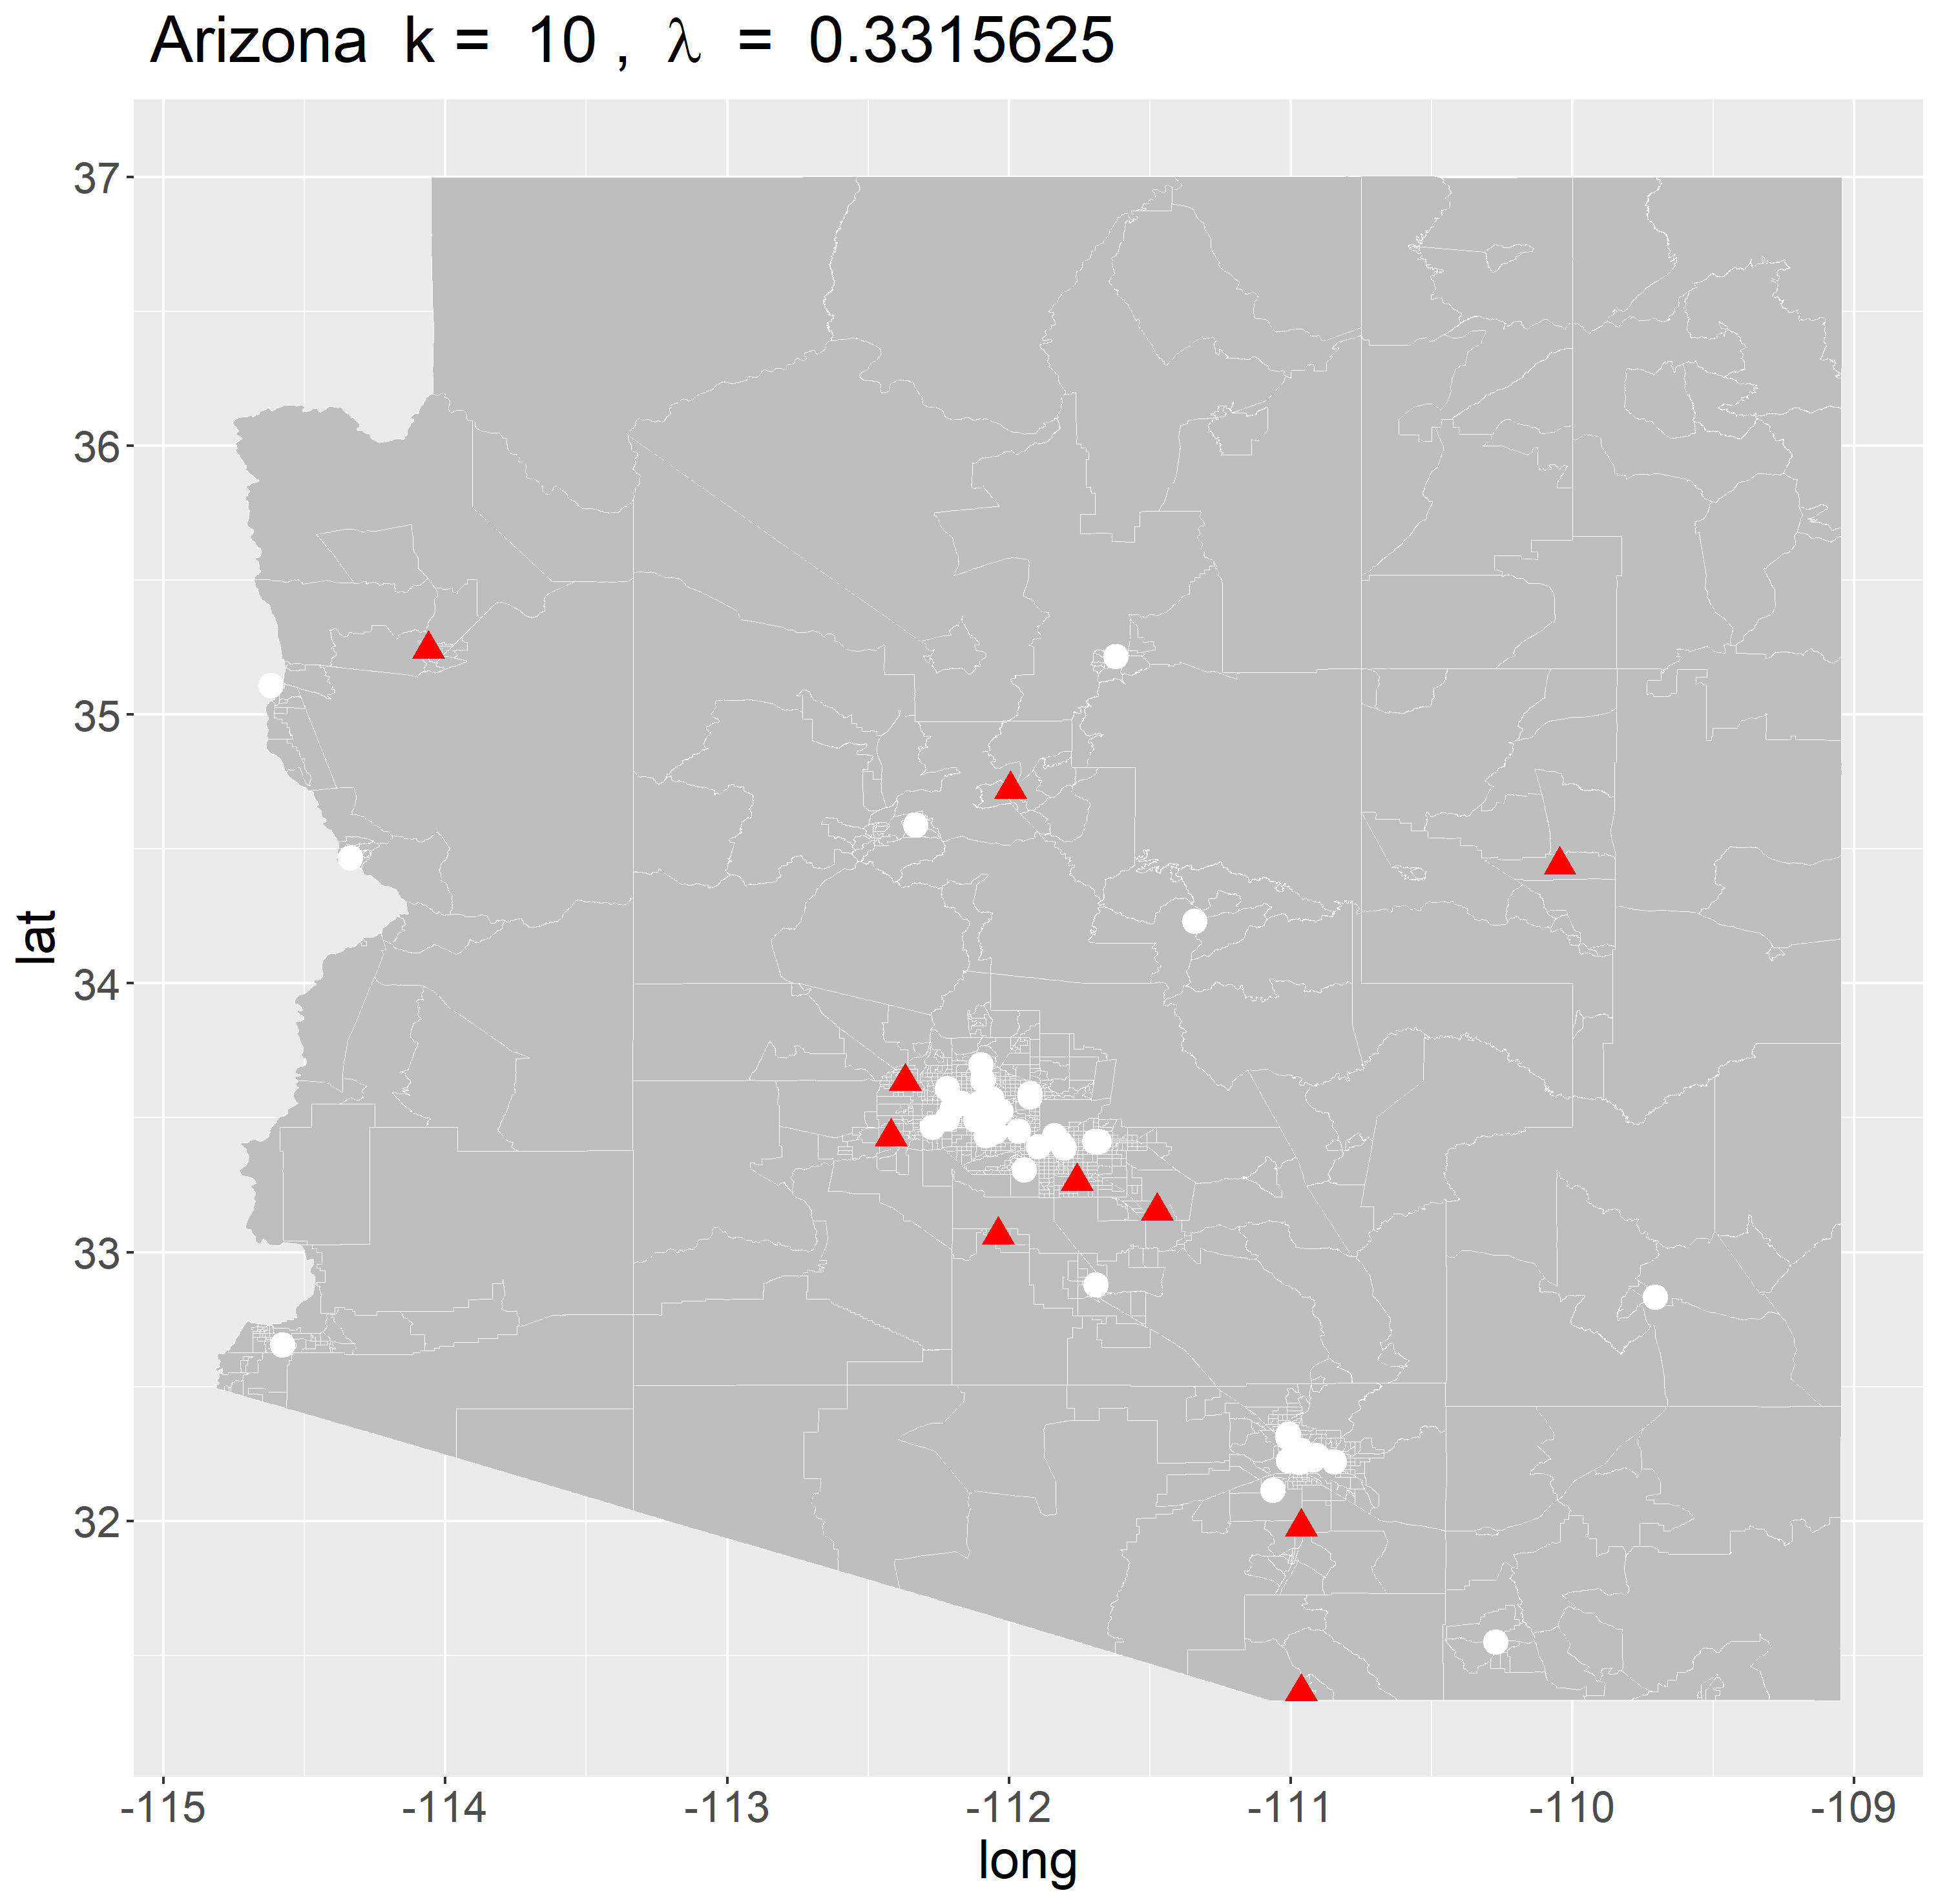 Arizona k = 10 , λ = 0.3315625
37
36
35
34
33
32
lat
-115 -114 -113 -112 -111 -110 -109
long